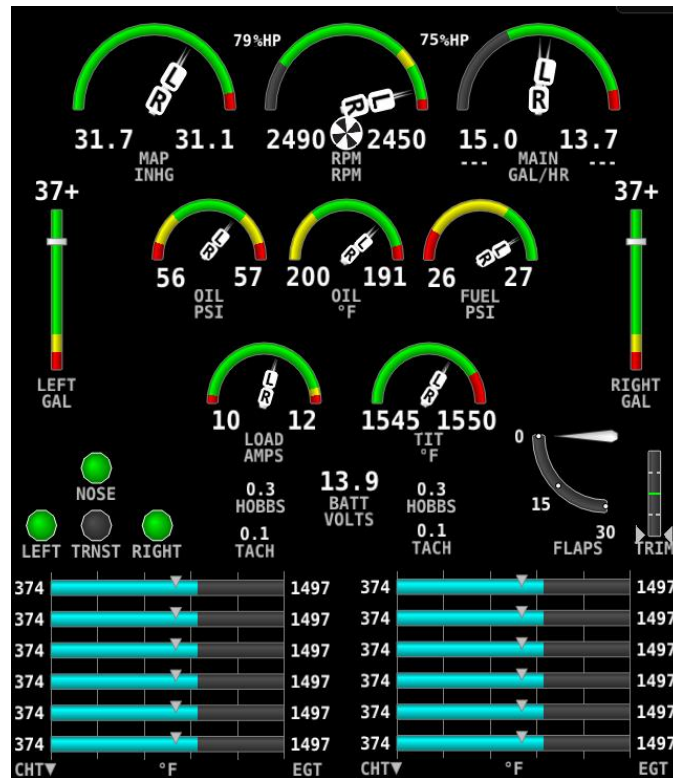 79%HP 75%HP
L R L R L R
31.7 31.1 2490 2450 15.0 13.7
MAP RPM --- MAIN ---
INHG RPM GAL/HR
37+ 37+
L R L R L R
56 57 200 191 26 27
OIL OIL FUEL
PSI °F PSI
LEFT RIGHT
GAL GAL
L R L R
10 12 1545 1550
LOAD TIT
AMPS °F
0
NOSE
0.3 13.9 0.3
HOBBS BATT HOBBS
VOLTS
15
30
LEFT TRNST RIGHT
0.1 0.1
TACH TACH
FLAPS TRIM
374 1497 374 1497
374 1497 374 1497
374 1497 374 1497
374 1497 374 1497
374 1497 374 1497
374 1497 374 1497
CHT▼ °F EGT CHT▼ °F EGT